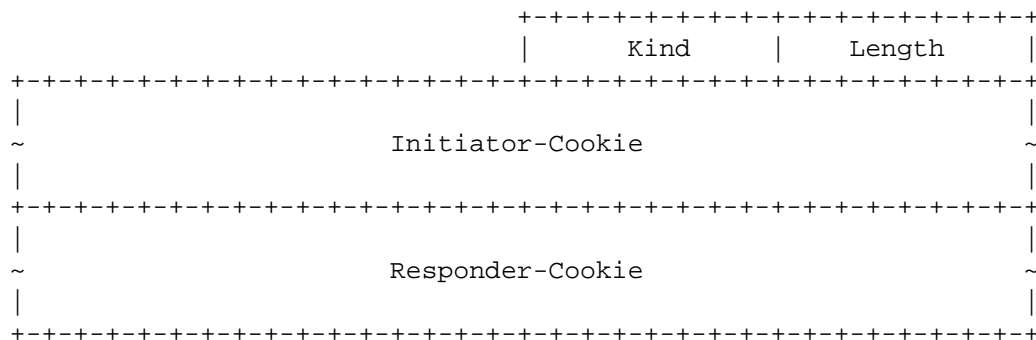 +-+-+-+-+-+-+-+-+-+-+-+-+-+-+-+-+
|      Kind     |    Length     |
+-+-+-+-+-+-+-+-+-+-+-+-+-+-+-+-+-+-+-+-+-+-+-+-+-+-+-+-+-+-+-+-+
|                                                               |
~                       Initiator-Cookie                        ~
|                                                               |
+-+-+-+-+-+-+-+-+-+-+-+-+-+-+-+-+-+-+-+-+-+-+-+-+-+-+-+-+-+-+-+-+
|                                                               |
~                       Responder-Cookie                        ~
|                                                               |
+-+-+-+-+-+-+-+-+-+-+-+-+-+-+-+-+-+-+-+-+-+-+-+-+-+-+-+-+-+-+-+-+